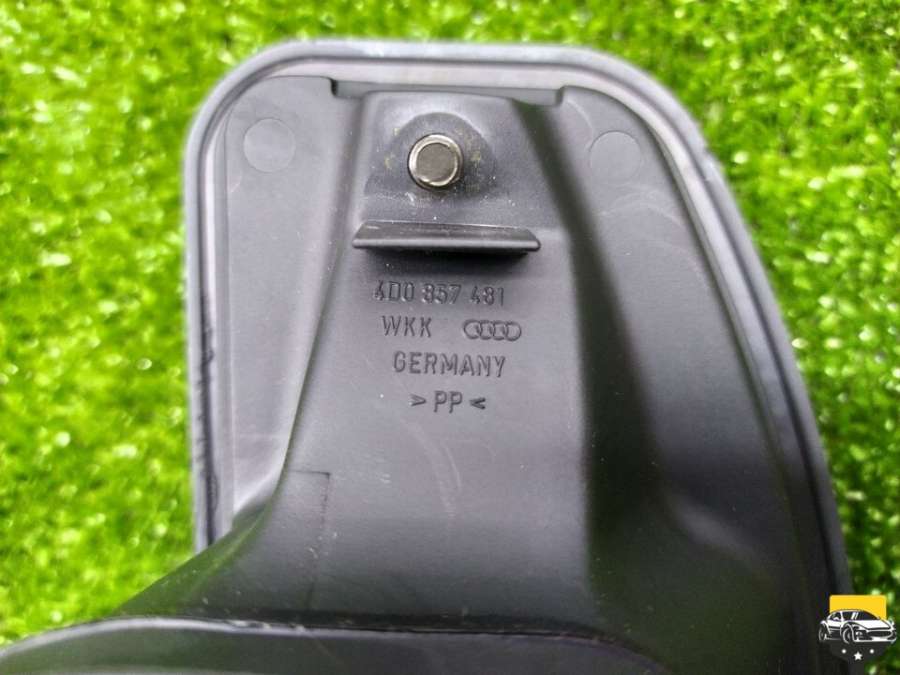 4D0 857 481
WKK
GERMANY
>PP<